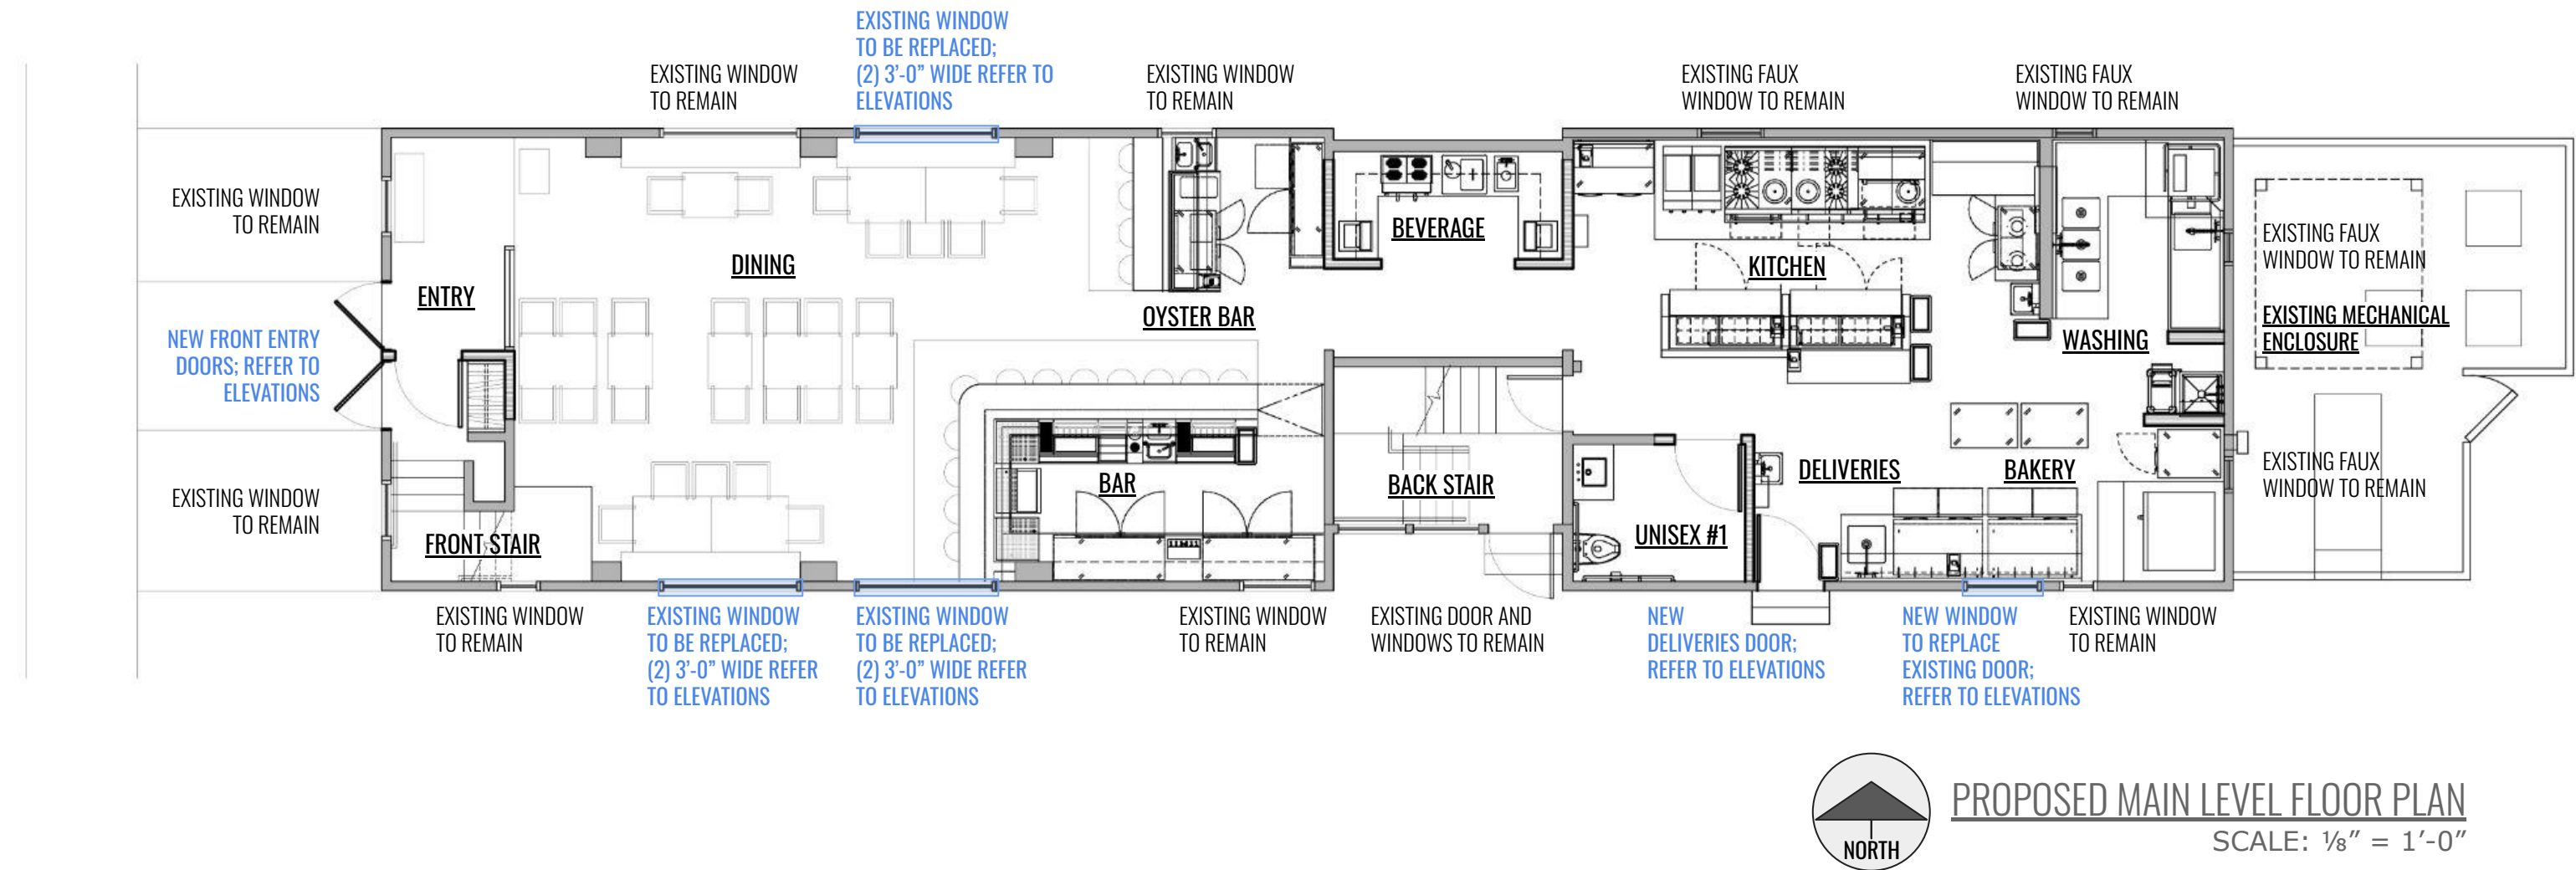 EXISTING WINDOW
TO BE REPLACED;
(2) 3'-0" WIDE REFER TO
ELEVATIONS
EXISTING WINDOW
TO REMAIN
EXISTING WINDOW
TO REMAIN
EXISTING FAUX
WINDOW TO REMAIN
EXISTING FAUX
WINDOW TO REMAIN
EXISTING WINDOW
TO REMAIN
NEW FRONT ENTRY
DOORS; REFER TO
ELEVATIONS
EXISTING WINDOW
TO REMAIN
ENTRY
DINING
OYSTER BAR
BEVERAGE
KITCHEN
WASHING
EXISTING FAUX
WINDOW TO REMAIN
EXISTING MECHANICAL
ENCLOSURE
EXISTING FAUX
WINDOW TO REMAIN
FRONT STAIR
BAR
BACK STAIR
UNISEX #1
DELIVERIES
BAKERY
EXISTING WINDOW
TO REMAIN
EXISTING WINDOW
TO BE REPLACED;
(2) 3'-0" WIDE REFER
TO ELEVATIONS
EXISTING WINDOW
TO BE REPLACED;
(2) 3'-0" WIDE REFER
TO ELEVATIONS
EXISTING WINDOW
TO REMAIN
EXISTING DOOR AND
WINDOWS TO REMAIN
NEW
DELIVERIES DOOR;
REFER TO ELEVATIONS
NEW WINDOW
TO REPLACE
EXISTING DOOR;
REFER TO ELEVATIONS
EXISTING WINDOW
TO REMAIN
NORTH
PROPOSED MAIN LEVEL FLOOR PLAN
SCALE: ⅛" = 1'-0"